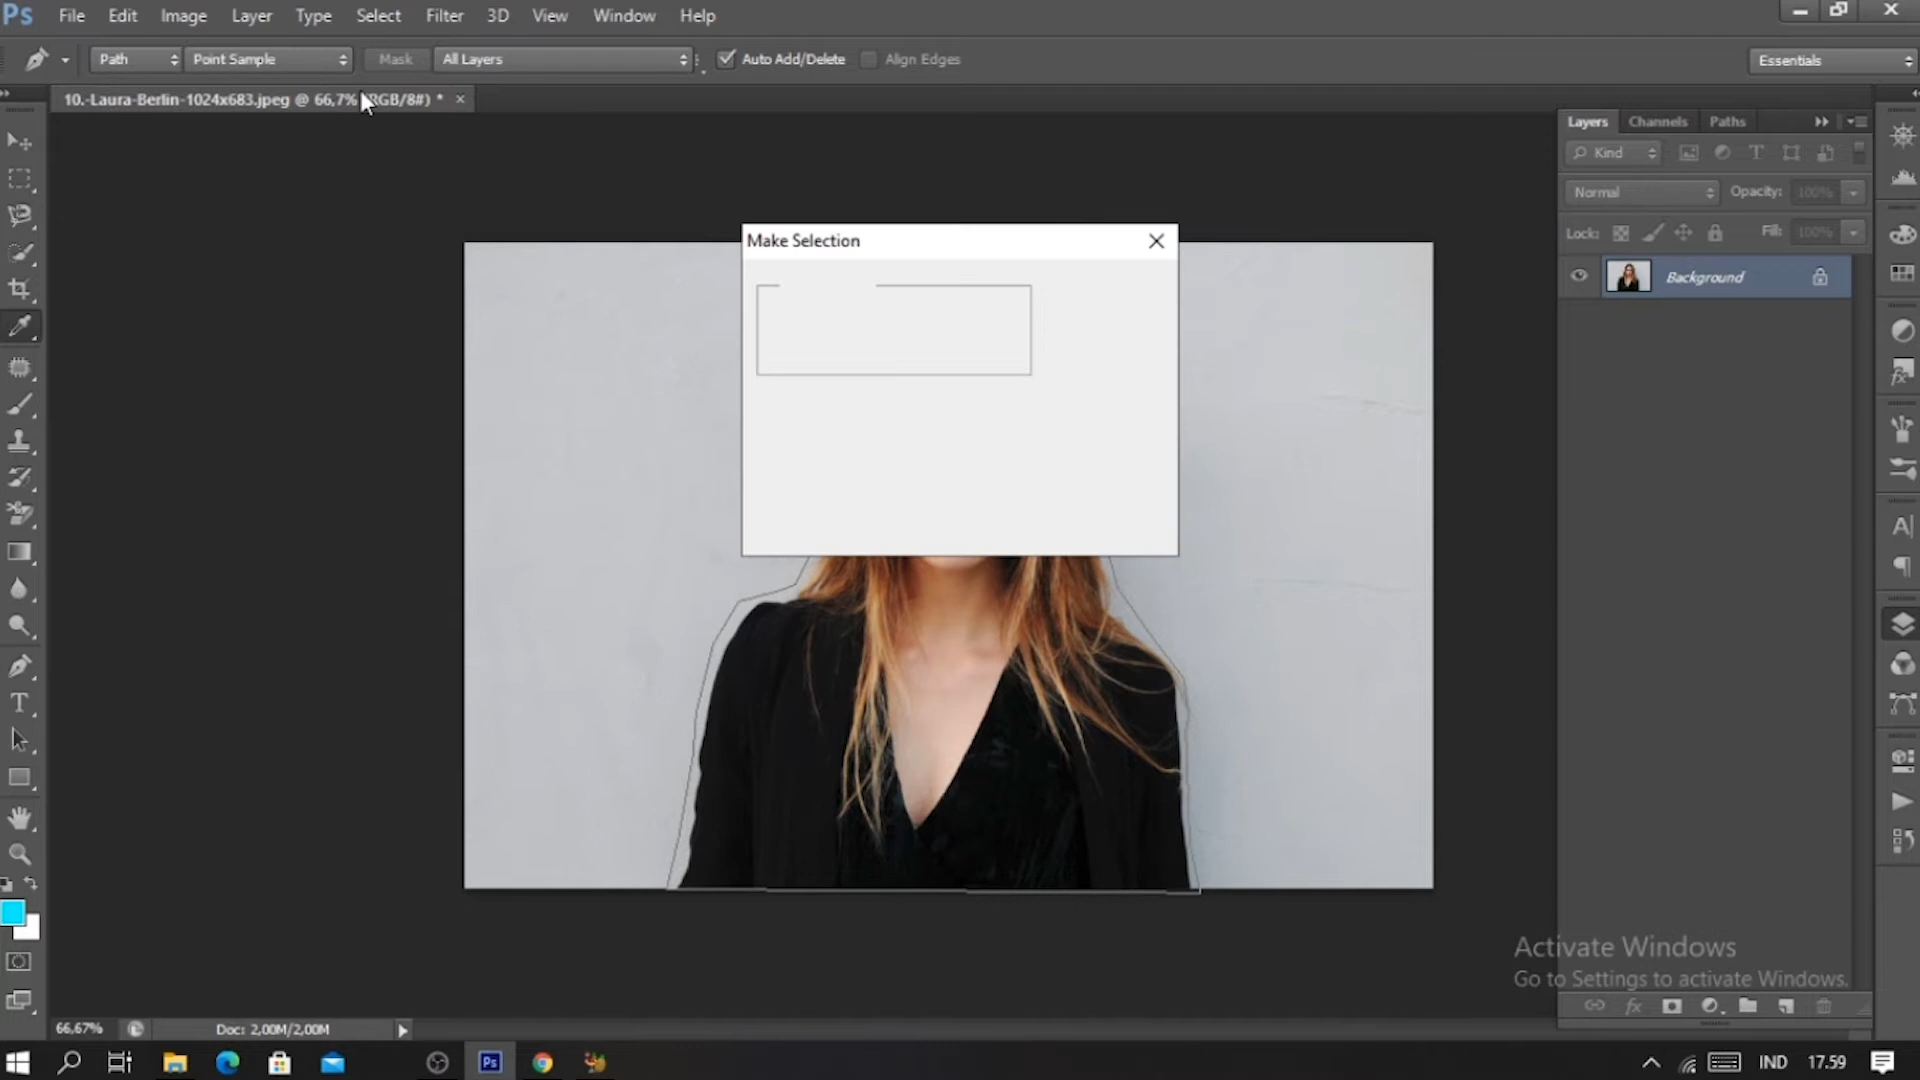 Ps File Edit Image Layer Type Select Filter 3D View Window Help
Path Point Sample Mask All Layers Auto Add/Delete Align Edges Essentials
10.-Laura-Berlin-1024x683.jpeg @ 66,7% RGB/8#) *
Layers Channels Paths
Kind
Normal Opacity: 100%
Lock: Fill: 100%
Make Selection
Background
Activate Windows
Go to Settings to activate Windows.
66,67% Doc: 2,00M/2,00M
Ps IND 17.59